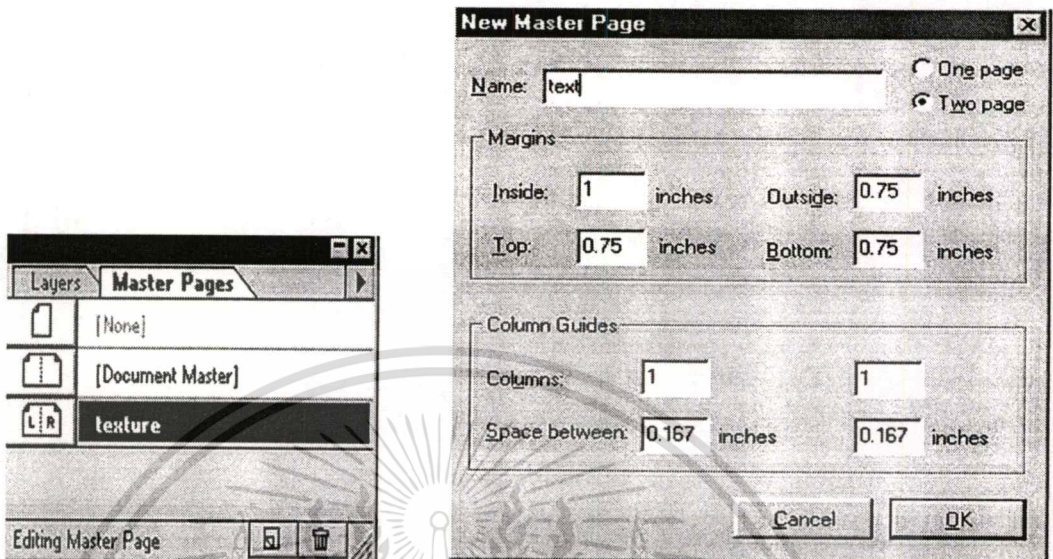 Layers Master Pages
[None]
[Document Master]
L R texture
Editing Master Page
New Master Page
Name: text
One page
Two page
Margins
Inside: 1 inches Outside: 0.75 inches
Top: 0.75 inches Bottom: 0.75 inches
Column Guides
Columns: 1 1
Space between: 0.167 inches 0.167 inches
Cancel OK